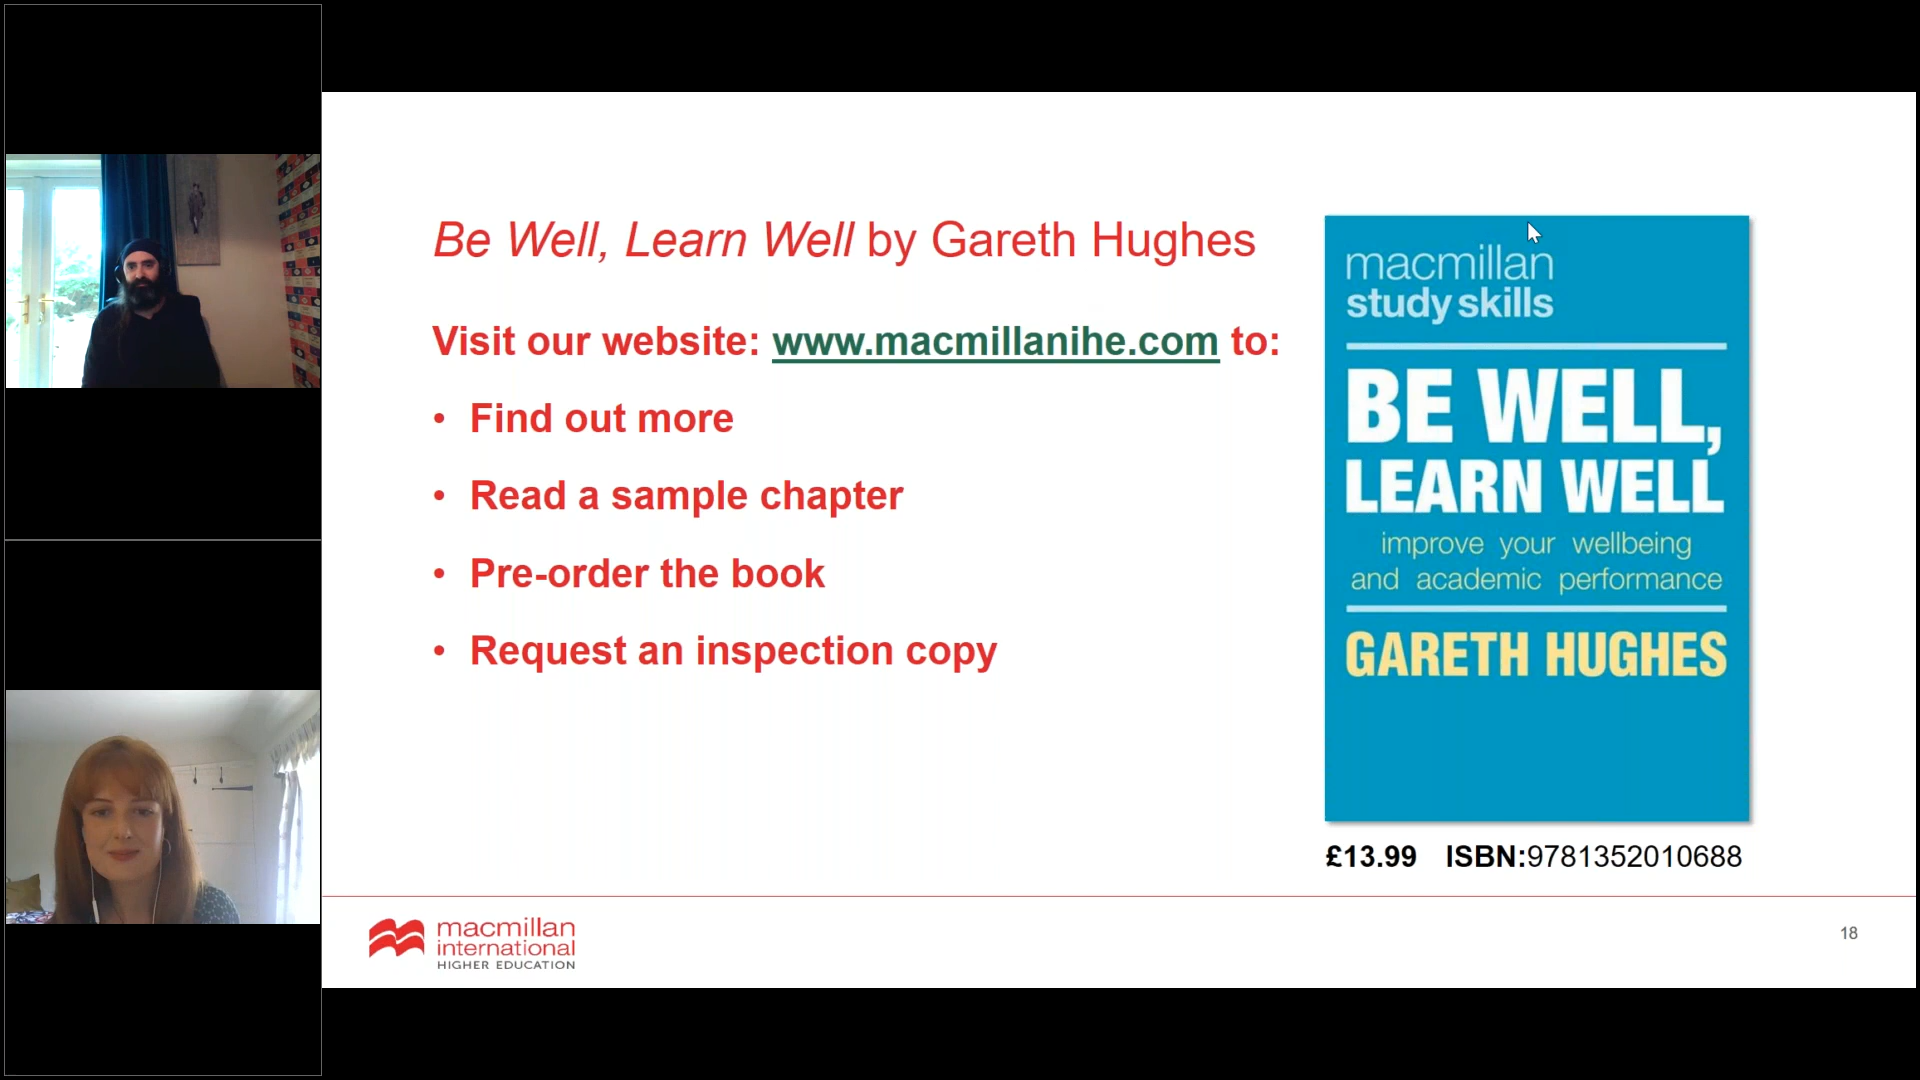 Be Well, Learn Well by Gareth Hughes
Visit our website: www.macmillanihe.com to:
• Find out more
• Read a sample chapter
• Pre-order the book
• Request an inspection copy
macmillan
study skills
BE WELL,
LEARN WELL
improve your wellbeing
and academic performance
GARETH HUGHES
£13.99 ISBN:9781352010688
macmillan
international
HIGHER EDUCATION
18